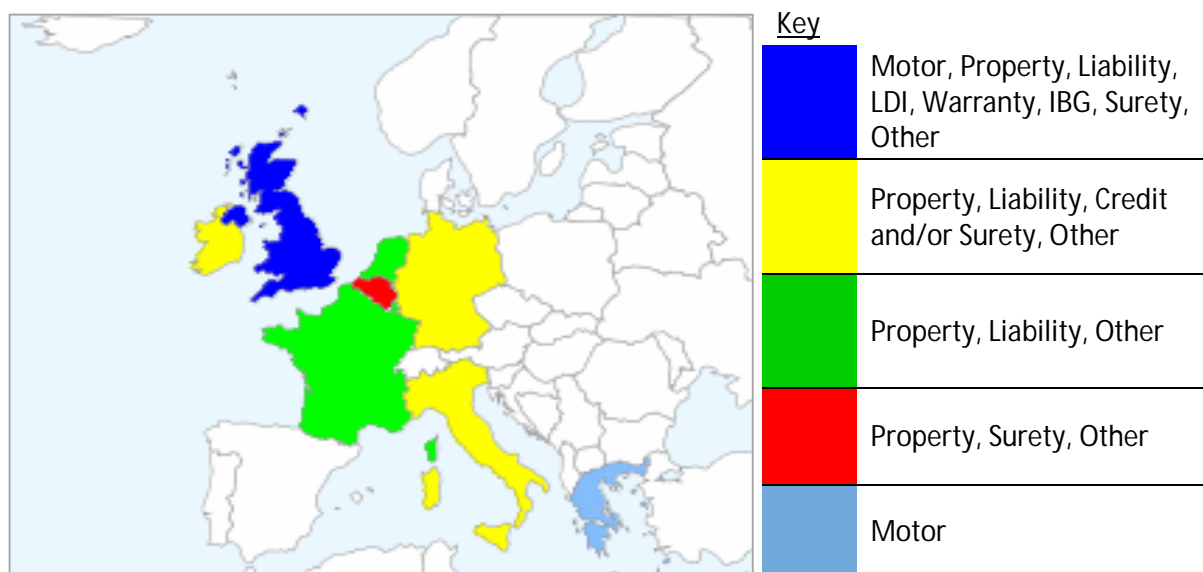 Key
Motor, Property, Liability,
LDI, Warranty, IBG, Surety,
Other
Property, Liability, Credit
and/or Surety, Other
Property, Liability, Other
Property, Surety, Other
Motor